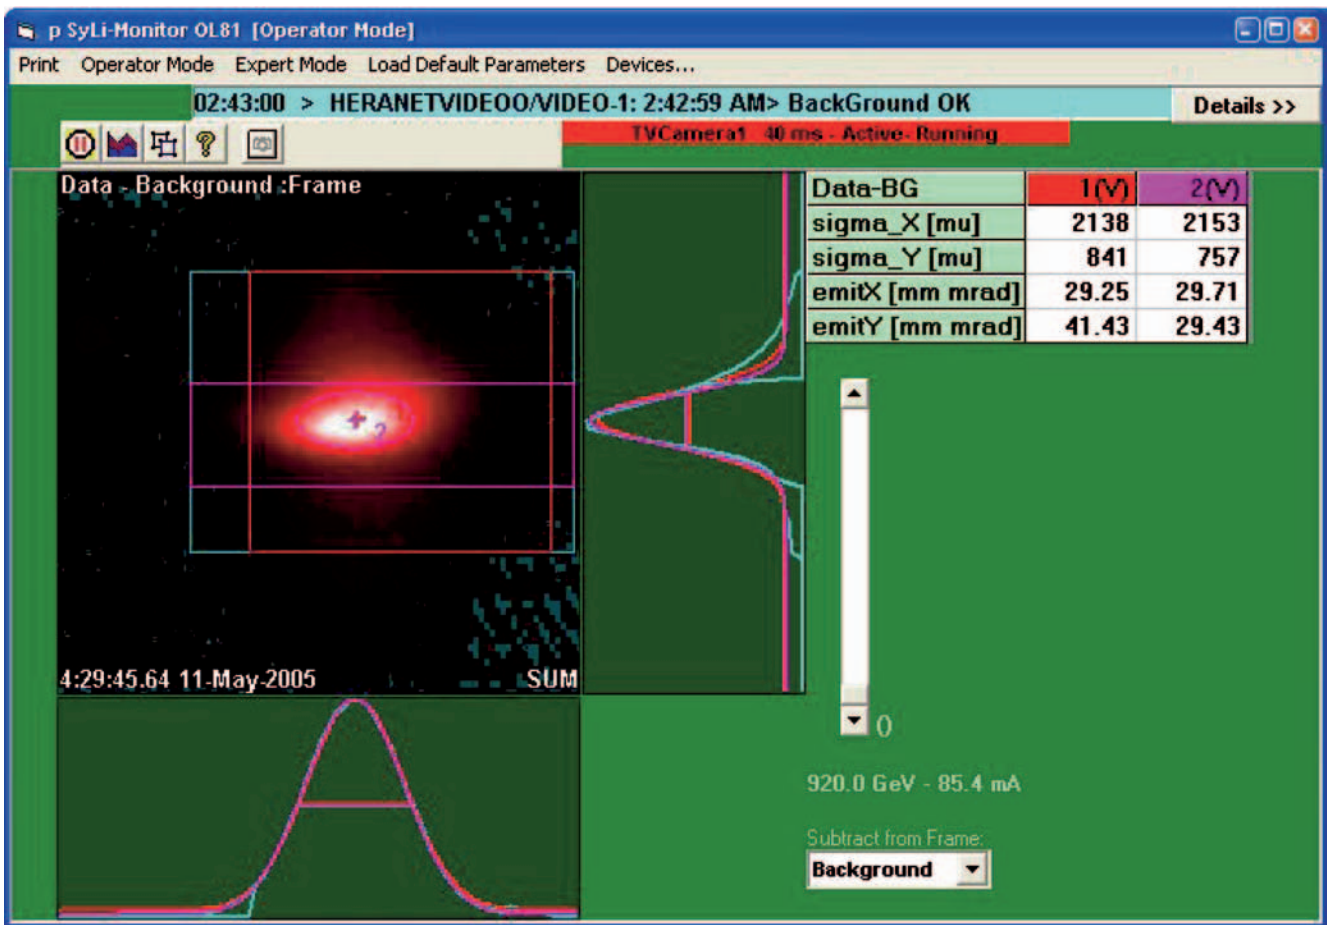 p SyLi-Monitor OL81 [Operator Mode]
Print Operator Mode Expert Mode Load Default Parameters Devices...
02:43:00 > HERANETVIDEOO/VIDEO-1: 2:42:59 AM> BackGround OK
Details >>
TVCamera1 40 ms - Active- Running
Data - Background :Frame
Data-BG 1(V) 2(V)
sigma_X [mu] 2138 2153
sigma_Y [mu] 841 757
emitX [mm mrad] 29.25 29.71
emitY [mm mrad] 41.43 29.43
2
4:29:45.64 11-May-2005 SUM
0
920.0 GeV - 85.4 mA
Subtract from Frame:
Background